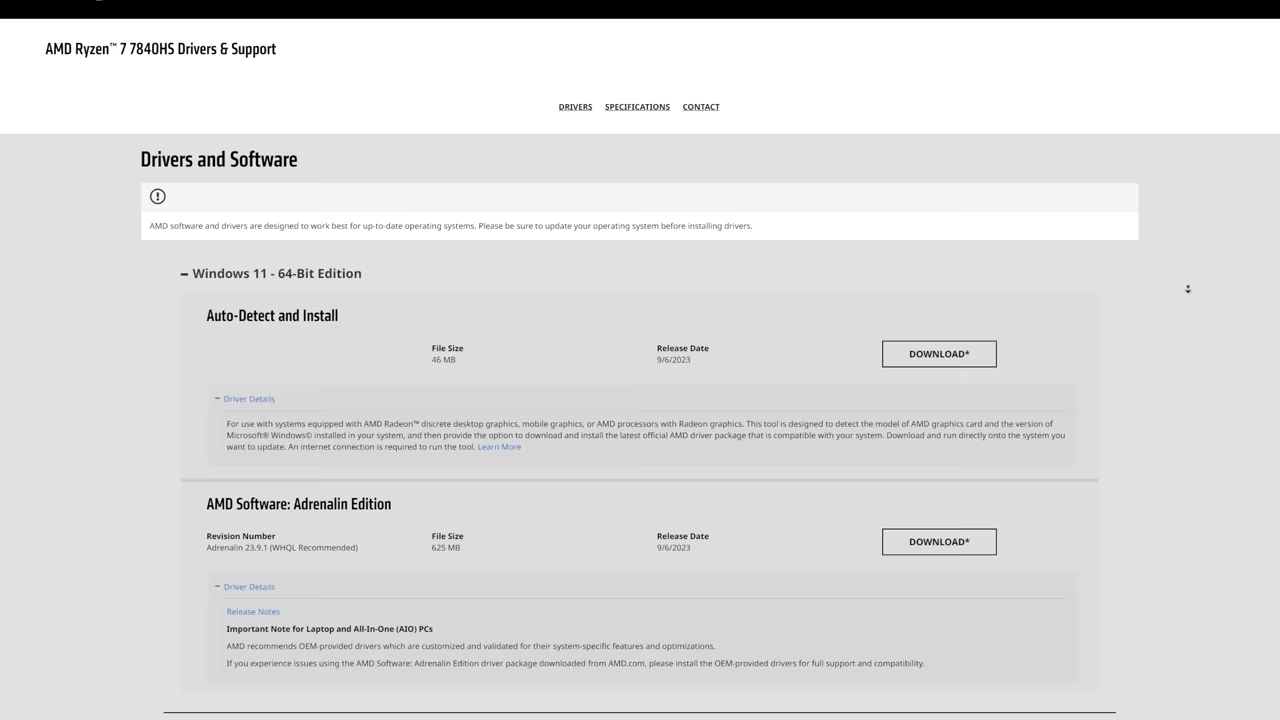 AMD Ryzen™ 7 7840HS Drivers & Support
DRIVERS SPECIFICATIONS CONTACT
Drivers and Software
AMD software and drivers are designed to work best for up-to-date operating systems. Please be sure to update your operating system before installing drivers.
Windows 11 - 64-Bit Edition
Auto-Detect and Install
File Size Release Date
46 MB 9/6/2023
DOWNLOAD*
Driver Details
For use with systems equipped with AMD Radeon™ discrete desktop graphics, mobile graphics, or AMD processors with Radeon graphics. This tool is designed to detect the model of AMD graphics card and the version of
Microsoft® Windows© installed in your system, and then provide the option to download and install the latest official AMD driver package that is compatible with your system. Download and run directly onto the system you
want to update. An internet connection is required to run the tool. Learn More
AMD Software: Adrenalin Edition
Revision Number File Size Release Date
Adrenalin 23.9.1 (WHQL Recommended) 625 MB 9/6/2023
DOWNLOAD*
Driver Details
Release Notes
Important Note for Laptop and All-In-One (AIO) PCs
AMD recommends OEM-provided drivers which are customized and validated for their system-specific features and optimizations.
If you experience issues using the AMD Software: Adrenalin Edition driver package downloaded from AMD.com, please install the OEM-provided drivers for full support and compatibility.